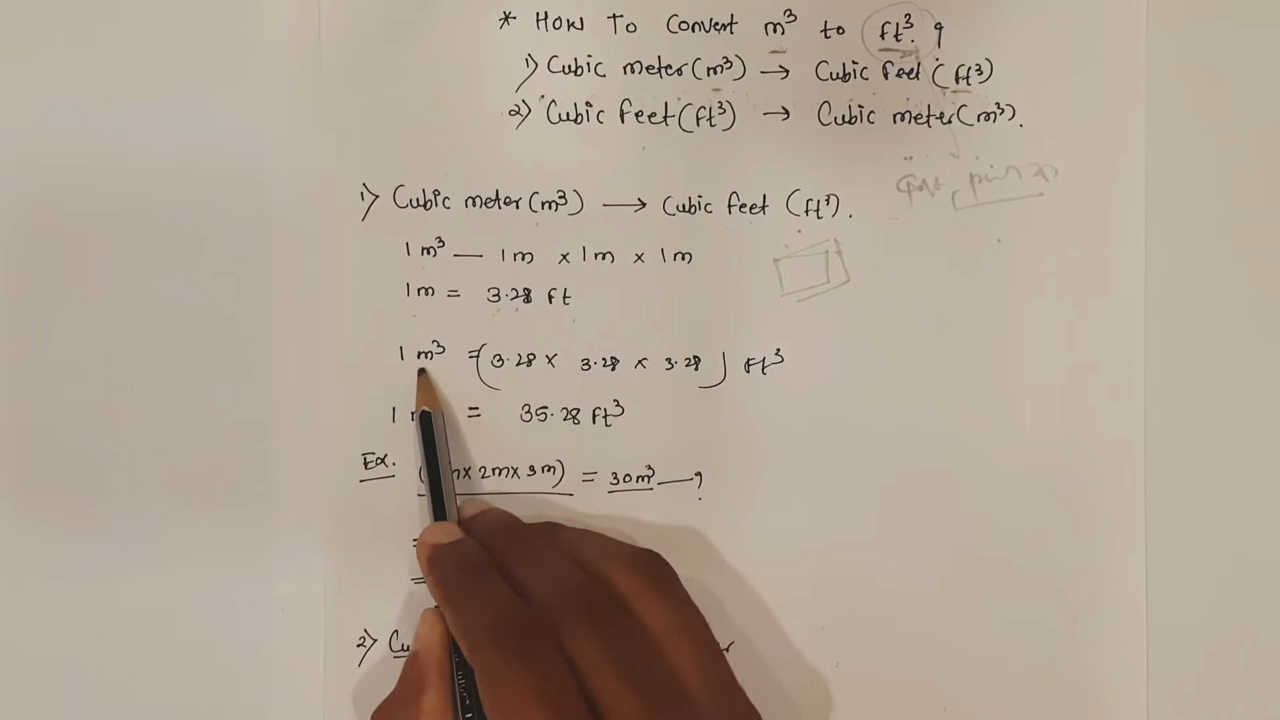 * How To Convert m³ to ft³. ?
1) Cubic meter (m³) → Cubic feet (ft³)
2) Cubic feet (ft³) → Cubic meter (m³).
1) Cubic meter (m³) → Cubic feet (ft³).
1 m³ — 1m × 1m × 1m
1m = 3.28 ft
1 m³ = (3.28 × 3.28 × 3.28) ft³
1 = 35.28 ft³
Ex. × 2m × 3m) = 30m³ — ?
=
=
2)